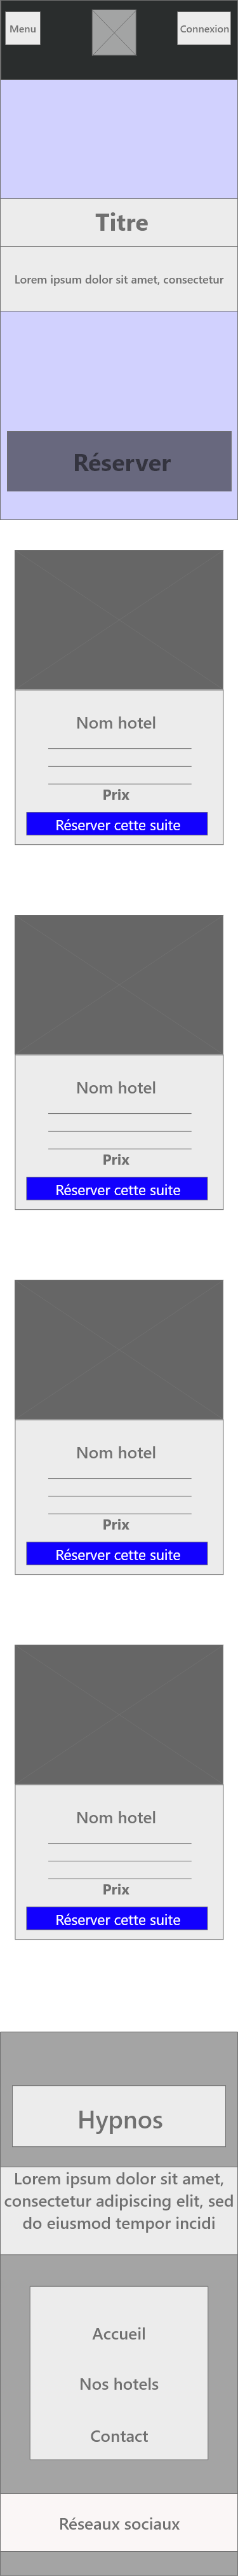 Menu
Connexion
Titre
Lorem ipsum dolor sit amet, consectetur
Réserver
Nom hotel
Prix
Réserver cette suite
Nom hotel
Prix
Réserver cette suite
Nom hotel
Prix
Réserver cette suite
Nom hotel
Prix
Réserver cette suite
Hypnos
Lorem ipsum dolor sit amet,
consectetur adipiscing elit, sed
do eiusmod tempor incidi
Accueil
Nos hotels
Contact
Réseaux sociaux